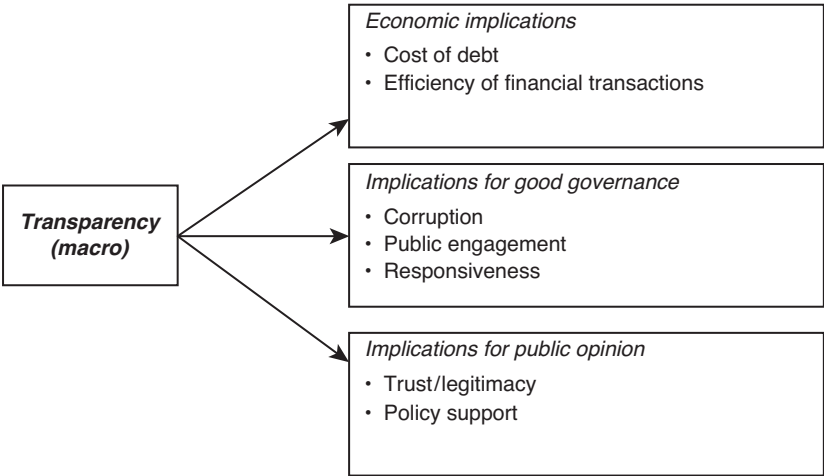 Economic implications
• Cost of debt
• Efficiency of financial transactions
Transparency
(macro)
Implications for good governance
• Corruption
• Public engagement
• Responsiveness
Implications for public opinion
• Trust/legitimacy
• Policy support